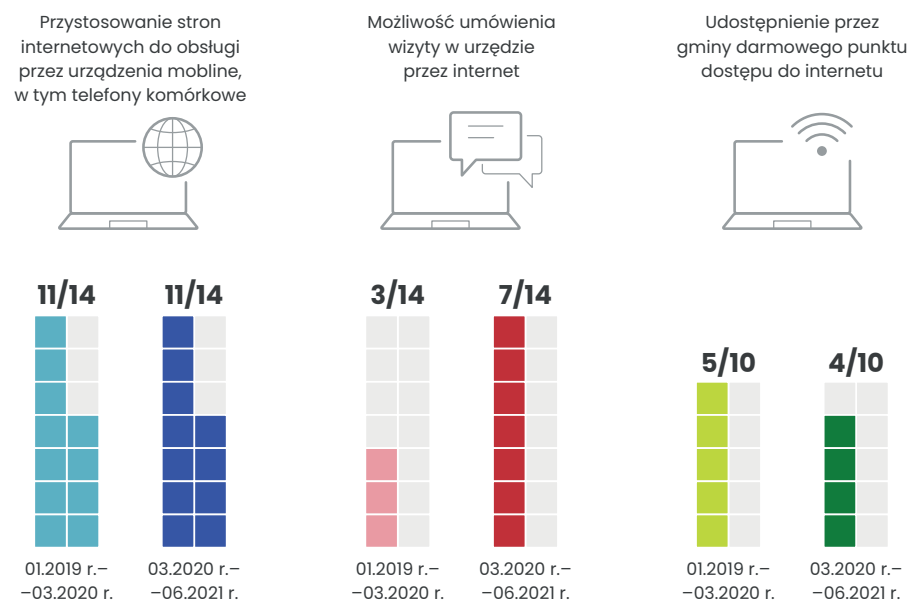 Przystosowanie stron
internetowych do obsługi
przez urządzenia mobline,
w tym telefony komórkowe
11/14
11/14
01.2019 r.–
–03.2020 r.
03.2020 r.–
–06.2021 r.
Możliwość umówienia
wizyty w urzędzie
przez internet
3/14
7/14
01.2019 r.–
–03.2020 r.
03.2020 r.–
–06.2021 r.
Udostępnienie przez
gminy darmowego punktu
dostępu do internetu
5/10
4/10
01.2019 r.–
–03.2020 r.
03.2020 r.–
–06.2021 r.